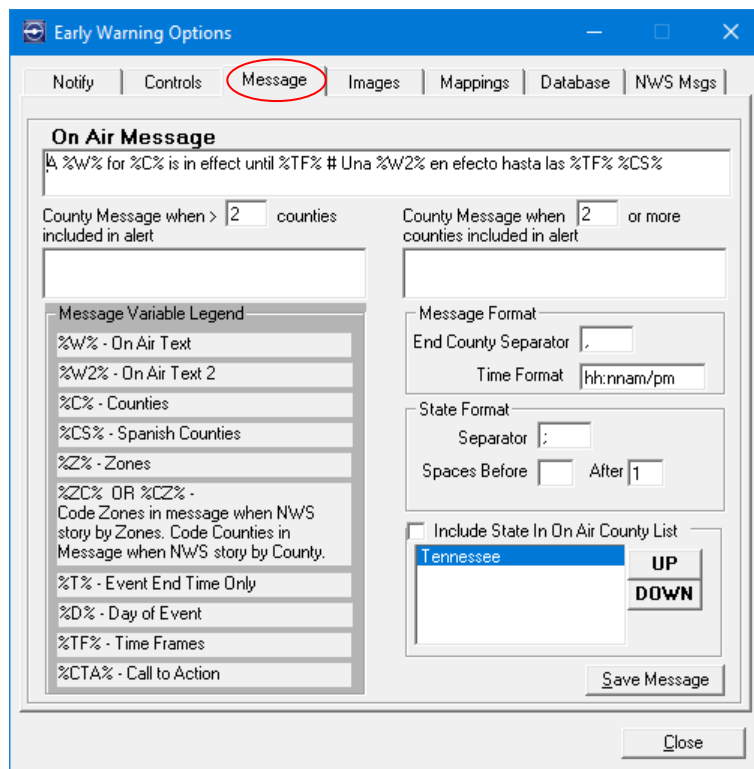 Early Warning Options
Notify Controls Message Images Mappings Database NWS Msgs
On Air Message
A %W% for %C% is in effect until %TF% # Una %W2% en efecto hasta las %TF% %CS%
County Message when > 2 counties
included in alert
County Message when 2 or more
counties included in alert
Message Variable Legend
%W% - On Air Text
%W2% - On Air Text 2
%C% - Counties
%CS% - Spanish Counties
%Z% - Zones
%ZC% OR %CZ% -
Code Zones in message when NWS
story by Zones. Code Counties in
Message when NWS story by County.
%T% - Event End Time Only
%D% - Day of Event
%TF% - Time Frames
%CTA% - Call to Action
Message Format
End County Separator ,
Time Format hh:nnam/pm
State Format
Separator ;
Spaces Before After 1
Include State In On Air County List
Tennessee
UP
DOWN
Save Message
Close